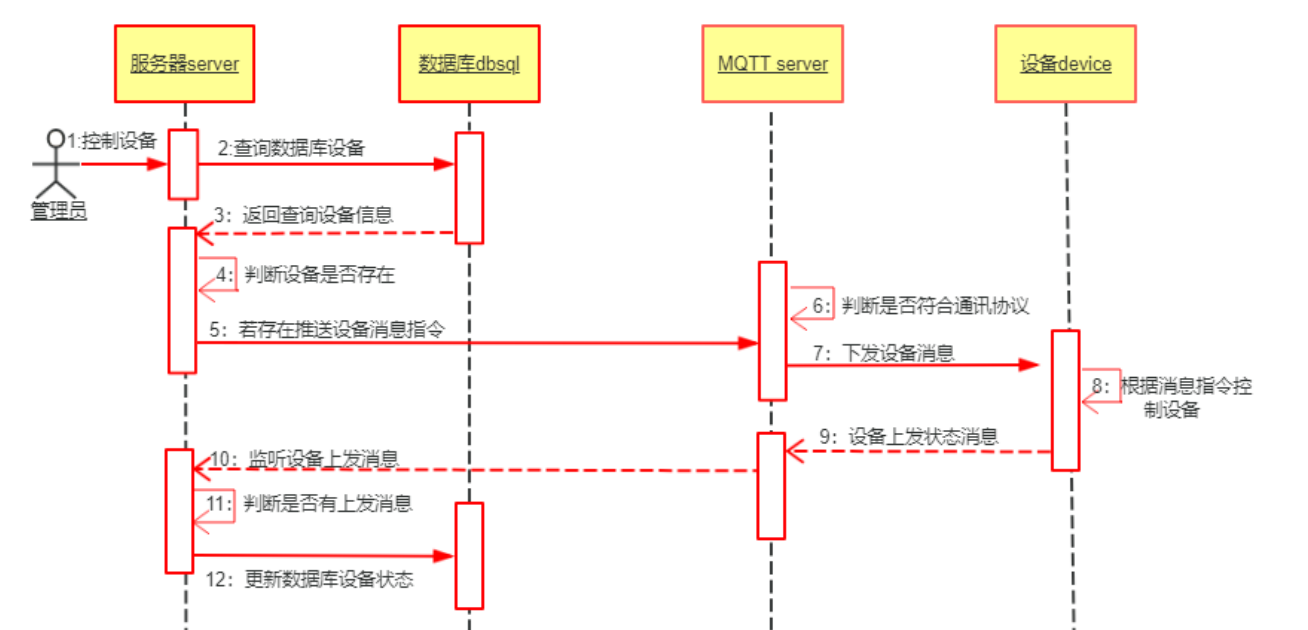 服务器server
数据库dbsql
MQTT server
设备device
1:控制设备
2:查询数据库设备
管理员
3：返回查询设备信息
4：判断设备是否存在
5：若存在推送设备消息指令
6：判断是否符合通讯协议
7：下发设备消息
8：根据消息指令控
制设备
9：设备上发状态消息
10：监听设备上发消息
11：判断是否有上发消息
12：更新数据库设备状态